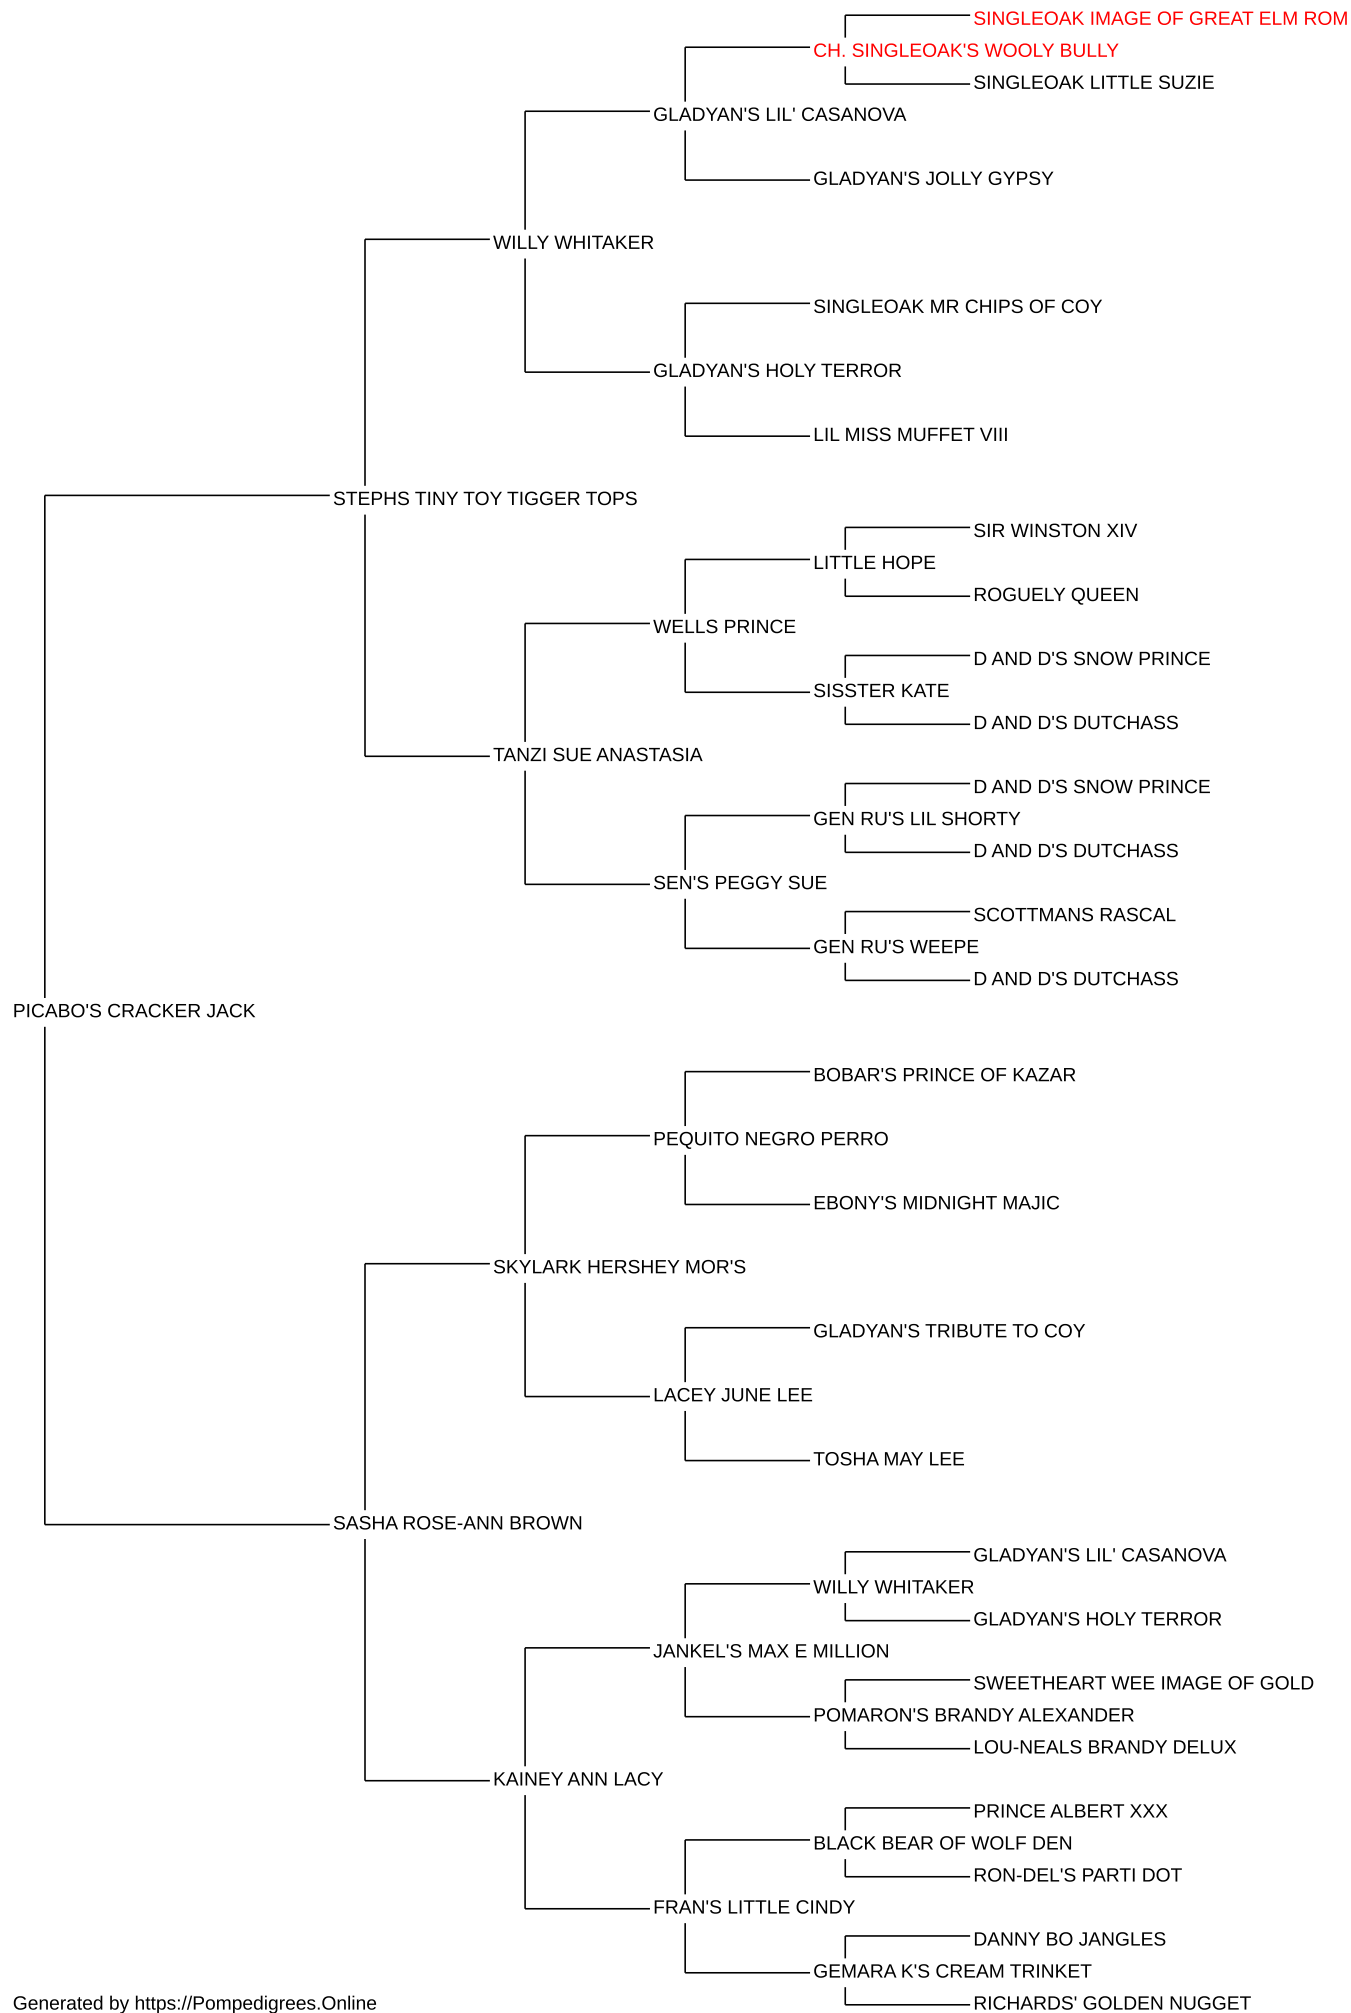 SINGLEOAK IMAGE OF GREAT ELM ROM
CH. SINGLEOAK'S WOOLY BULLY
SINGLEOAK LITTLE SUZIE
GLADYAN'S LIL' CASANOVA
GLADYAN'S JOLLY GYPSY
WILLY WHITAKER
SINGLEOAK MR CHIPS OF COY
GLADYAN'S HOLY TERROR
LIL MISS MUFFET VIII
STEPHS TINY TOY TIGGER TOPS
SIR WINSTON XIV
LITTLE HOPE
ROGUELY QUEEN
WELLS PRINCE
D AND D'S SNOW PRINCE
SISSTER KATE
D AND D'S DUTCHASS
TANZI SUE ANASTASIA
D AND D'S SNOW PRINCE
GEN RU'S LIL SHORTY
D AND D'S DUTCHASS
SEN'S PEGGY SUE
SCOTTMANS RASCAL
GEN RU'S WEEPE
D AND D'S DUTCHASS
PICABO'S CRACKER JACK
BOBAR'S PRINCE OF KAZAR
PEQUITO NEGRO PERRO
EBONY'S MIDNIGHT MAJIC
SKYLARK HERSHEY MOR'S
GLADYAN'S TRIBUTE TO COY
LACEY JUNE LEE
TOSHA MAY LEE
SASHA ROSE-ANN BROWN
GLADYAN'S LIL' CASANOVA
WILLY WHITAKER
GLADYAN'S HOLY TERROR
JANKEL'S MAX E MILLION
SWEETHEART WEE IMAGE OF GOLD
POMARON'S BRANDY ALEXANDER
LOU-NEALS BRANDY DELUX
KAINEY ANN LACY
PRINCE ALBERT XXX
BLACK BEAR OF WOLF DEN
RON-DEL'S PARTI DOT
FRAN'S LITTLE CINDY
DANNY BO JANGLES
GEMARA K'S CREAM TRINKET
RICHARDS' GOLDEN NUGGET
Generated by https://Pompedigrees.Online